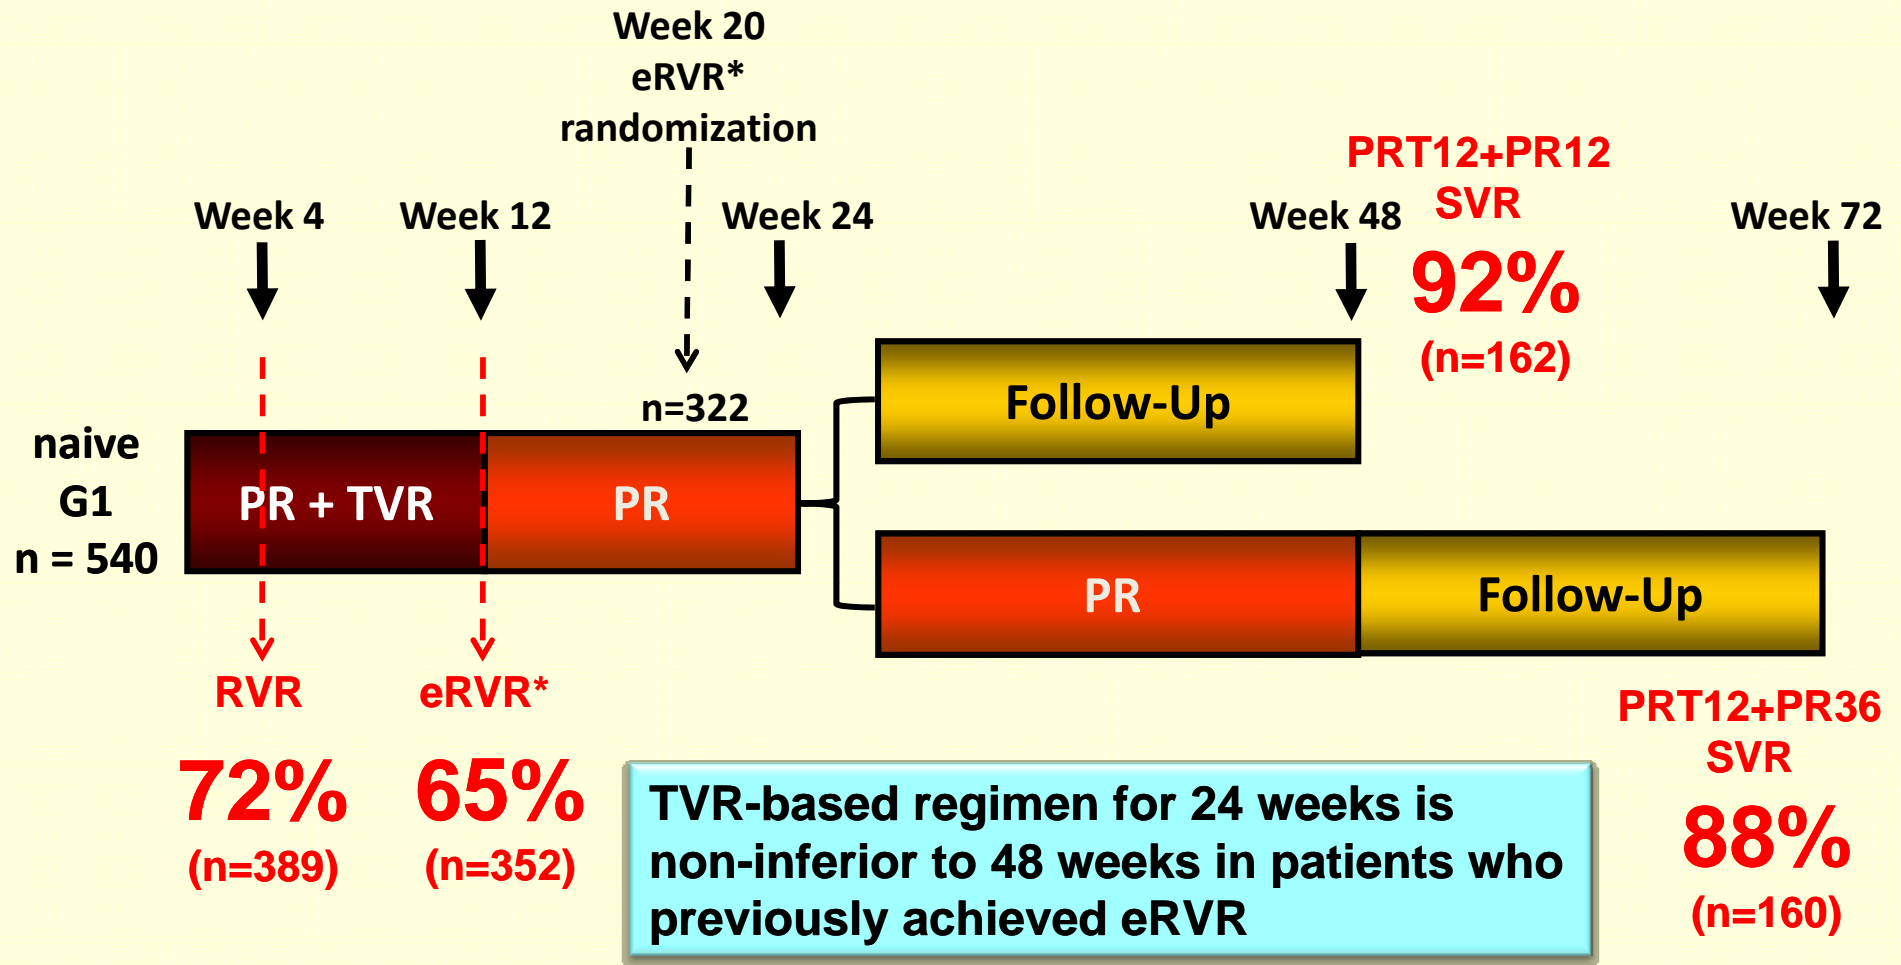 Week 20
eRVR*
randomization
Week 4
Week 12
Week 24
Week 48
Week 72
PRT12+PR12
SVR
92%
(n=162)
n=322
naive
G1
n = 540
PR + TVR
PR
Follow-Up
PR
Follow-Up
RVR
72%
(n=389)
eRVR*
65%
(n=352)
TVR-based regimen for 24 weeks is
non-inferior to 48 weeks in patients who
previously achieved eRVR
PRT12+PR36
SVR
88%
(n=160)